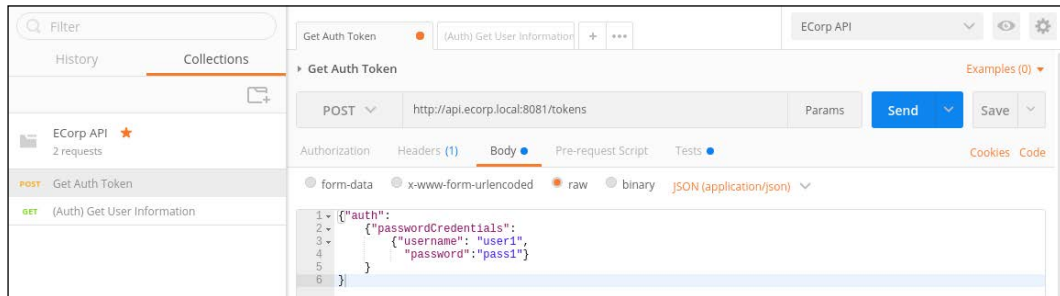 Filter
History Collections
ECorp API
2 requests
POST Get Auth Token
GET (Auth) Get User Information
Get Auth Token (Auth) Get User Information + •••
ECorp API
Get Auth Token Examples (0)
POST http://api.ecorp.local:8081/tokens Params Send Save
Authorization Headers (1) Body Pre-request Script Tests Cookies Code
form-data x-www-form-urlencoded raw binary JSON (application/json)
1 {"auth":
2 {"passwordCredentials":
3 {"username": "user1",
4 "password":"pass1"}
5 }
6 }